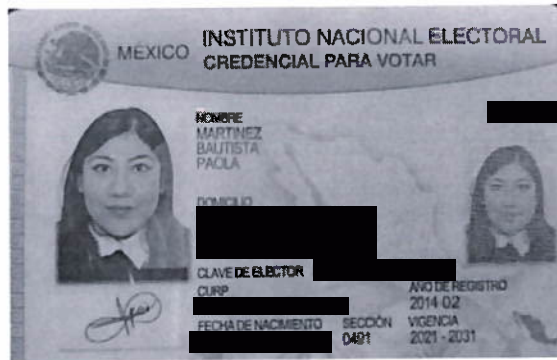 MÉXICO
INSTITUTO NACIONAL ELECTORAL
CREDENCIAL PARA VOTAR
NOMBRE
MARTINEZ
BAUTISTA
PAOLA
DOMICILIO
CLAVE DE ELECTOR
CURP
AÑO DE REGISTRO
2014 02
FECHA DE NACIMIENTO
SECCIÓN
0491
VIGENCIA
2021 - 2031